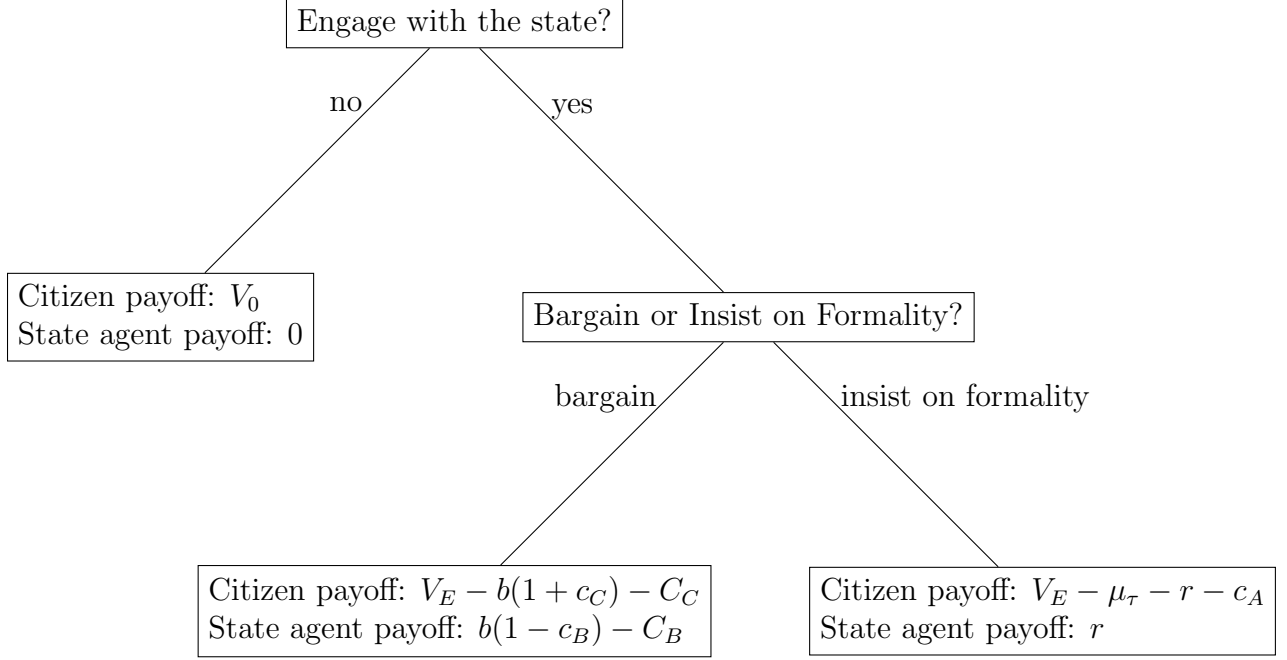 Engage with the state?
no
yes
Citizen payoff: $V_0$
State agent payoff: 0
Bargain or Insist on Formality?
bargain
insist on formality
Citizen payoff: $V_E - b(1 + c_C) - C_C$
State agent payoff: $b(1 - c_B) - C_B$
Citizen payoff: $V_E - \mu_\tau - r - c_A$
State agent payoff: $r$